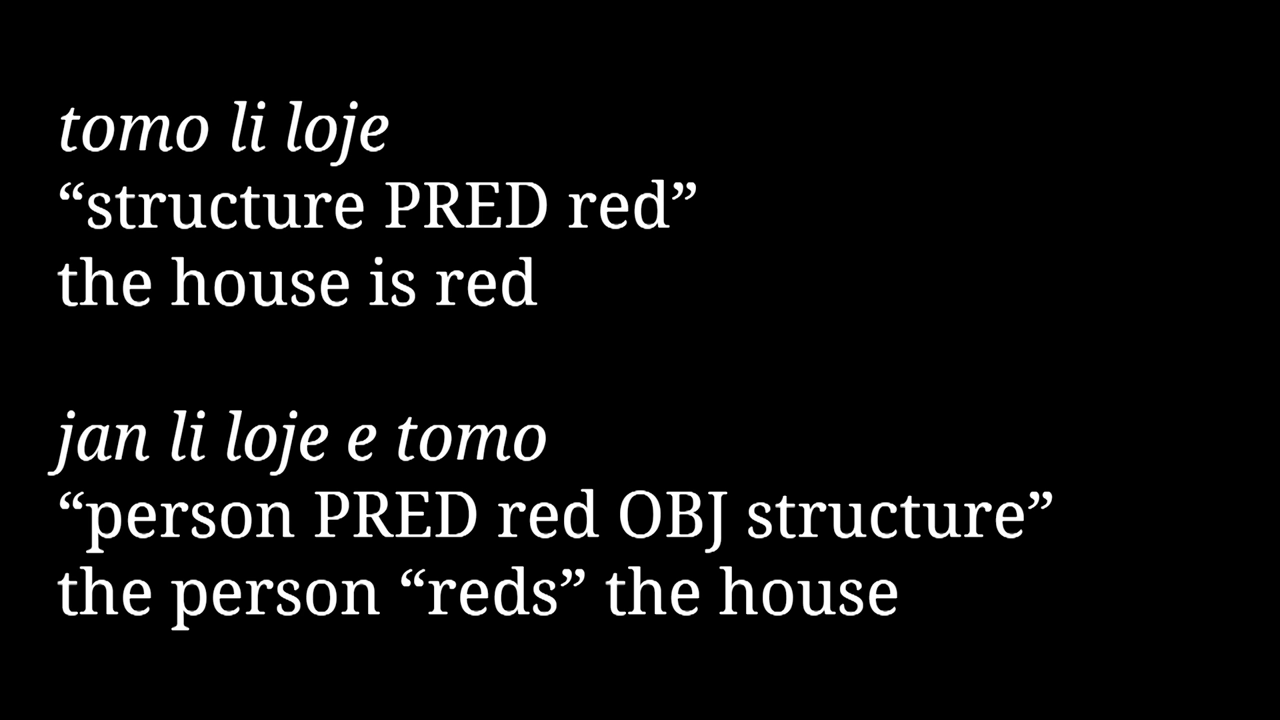 tomo li loje
“structure PRED red”
the house is red
jan li loje e tomo
“person PRED red OBJ structure”
the person “reds” the house